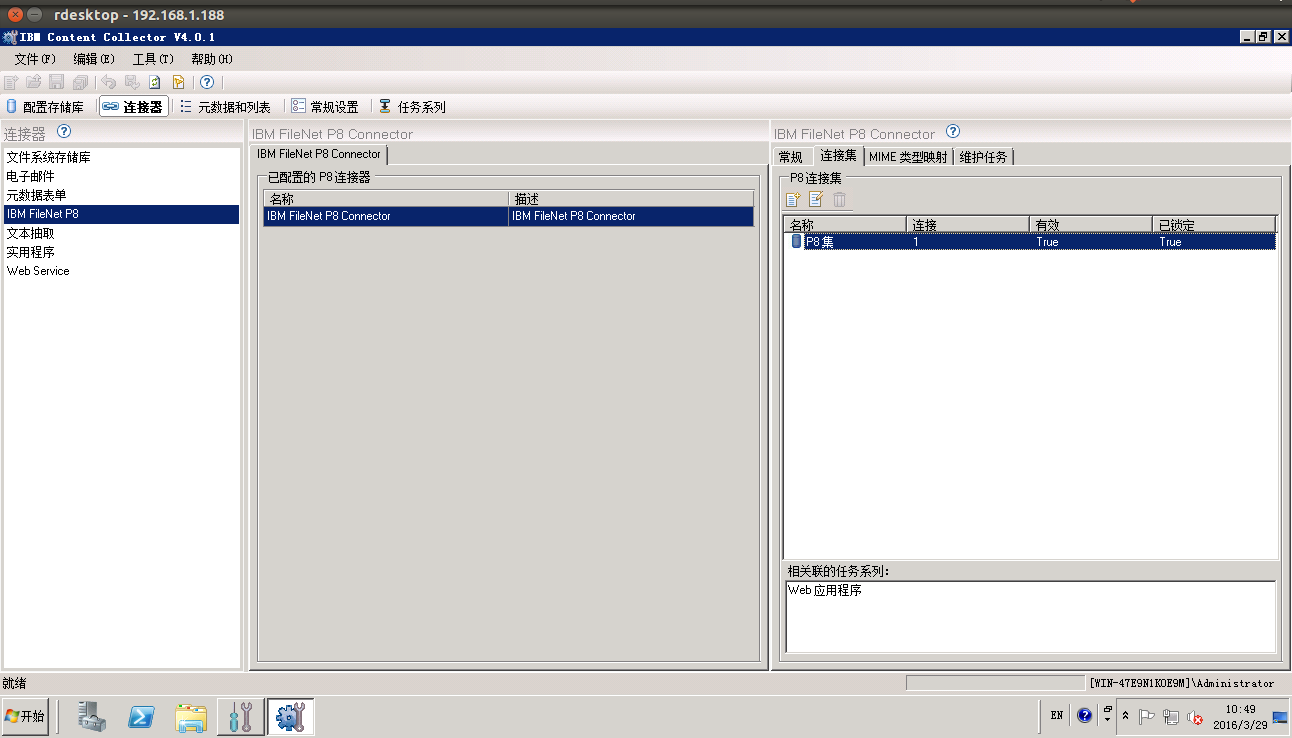 rdesktop - 192.168.1.188
IBM Content Collector V4.0.1
文件(F) 编辑(E) 工具(T) 帮助(H)
配置存储库 连接器 元数据和列表 常规设置 任务系列
连接器
文件系统存储库
电子邮件
元数据表单
IBM FileNet P8
文本抽取
实用程序
Web Service
IBM FileNet P8 Connector
IBM FileNet P8 Connector
已配置的 P8 连接器
名称 描述
IBM FileNet P8 Connector IBM FileNet P8 Connector
IBM FileNet P8 Connector
常规 连接集 MIME 类型映射 维护任务
P8 连接集
名称 连接 有效 已锁定
P8 集 1 True True
相关联的任务系列:
Web 应用程序
就绪 [WIN-47E9N1KOE9M]\Administrator
开始 EN 10:49
2016/3/29